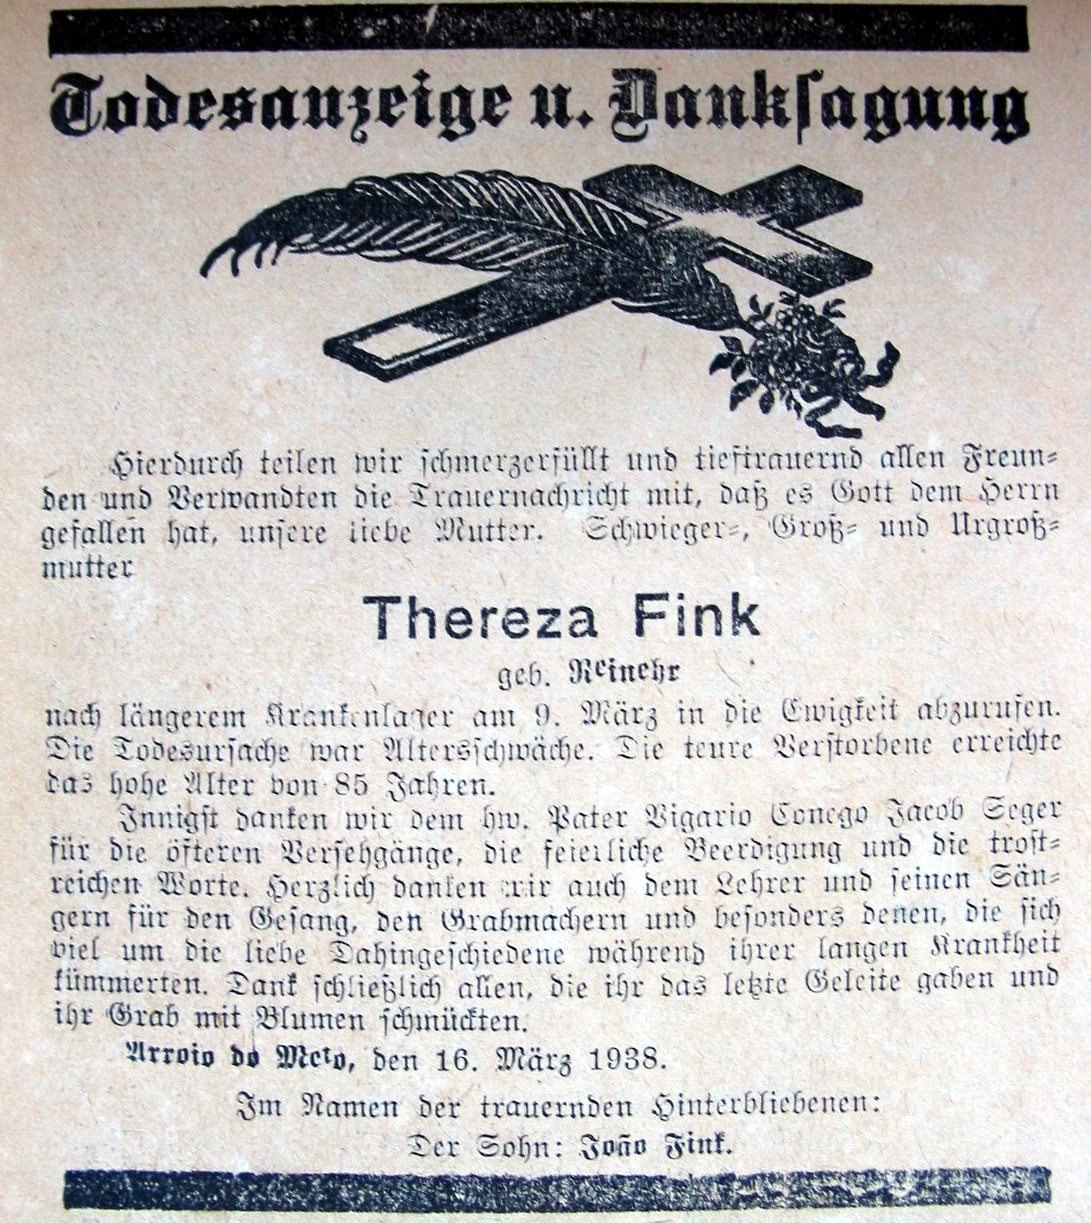 Todesanzeige u. Dankſagung
Hierdurch teilen wir ſchmerzerfüllt und tieftrauernd allen Freun⸗
den und Verwandten die Trauernachricht mit, daß es Gott dem Herrn
gefallen hat, unſere liebe Mutter. Schwieger⸗, Groß⸗ und Urgroß⸗
mutter
Thereza Fink
geb. Reinehr
nach längerem Krankenlager am 9. März in die Ewigkeit abzurufen.
Die Todesurſache war Altersſchwäche. Die teure Verſtorbene erreichte
das hohe Alter von 85 Jahren.
Innigſt danken wir dem hw. Pater Vigario Conego Jacob Seger
für die öfteren Verſehgänge, die feierliche Beerdigung und die troſt⸗
reichen Worte. Herzlich danken wir auch dem Lehrer und ſeinen Sän⸗
gern für den Geſang, den Grabmachern und beſonders denen, die ſich
viel um die liebe Dahingeſchiedene während ihrer langen Krankheit
kümmerten. Dank ſchließlich allen, die ihr das letzte Geleite gaben und
ihr Grab mit Blumen ſchmückten.
Arroio do Meio, den 16. März 1938.
Im Namen der trauernden Hinterbliebenen:
Der Sohn: João Fink.